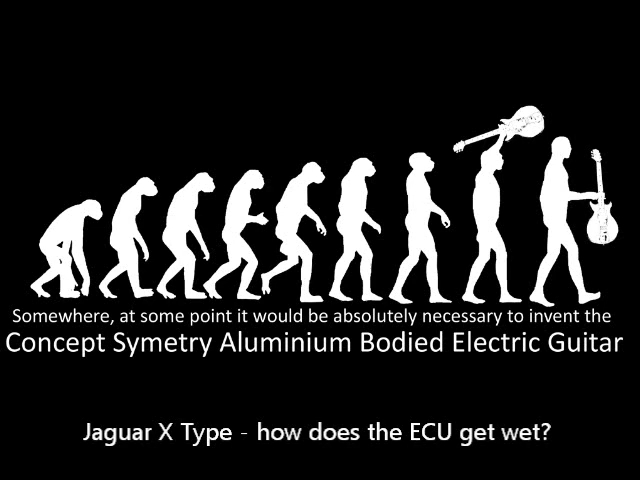 Somewhere, at some point it would be absolutely necessary to invent the
Concept Symetry Aluminium Bodied Electric Guitar
Jaguar X Type - how does the ECU get wet?